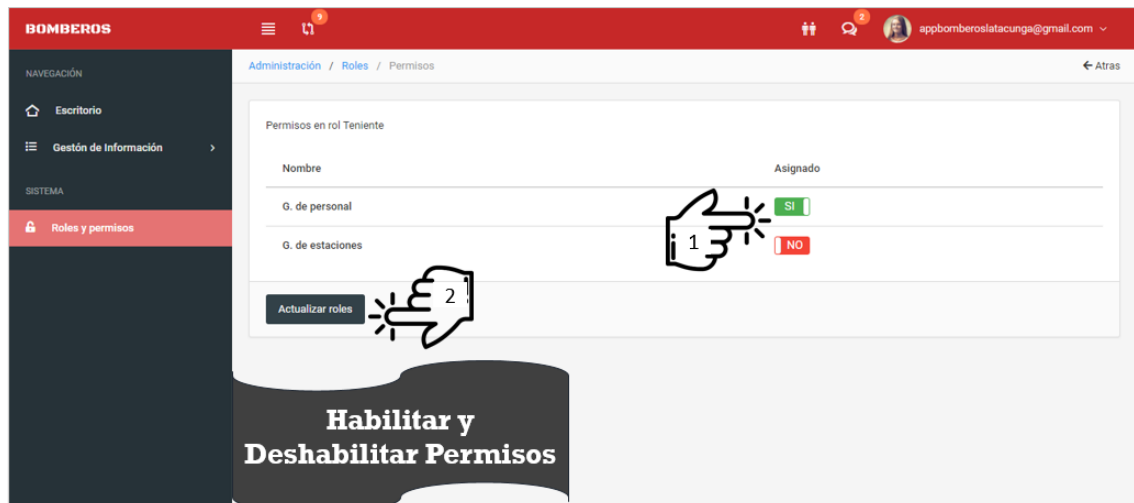 BOMBEROS
9
2
appbomberoslatacunga@gmail.com
NAVEGACIÓN
Administración / Roles / Permisos
Atras
Escritorio
Gestión de Información
SISTEMA
Roles y permisos
Permisos en rol Teniente
Nombre
Asignado
G. de personal
SI
1
G. de estaciones
NO
2
Actualizar roles
Habilitar y
Deshabilitar Permisos